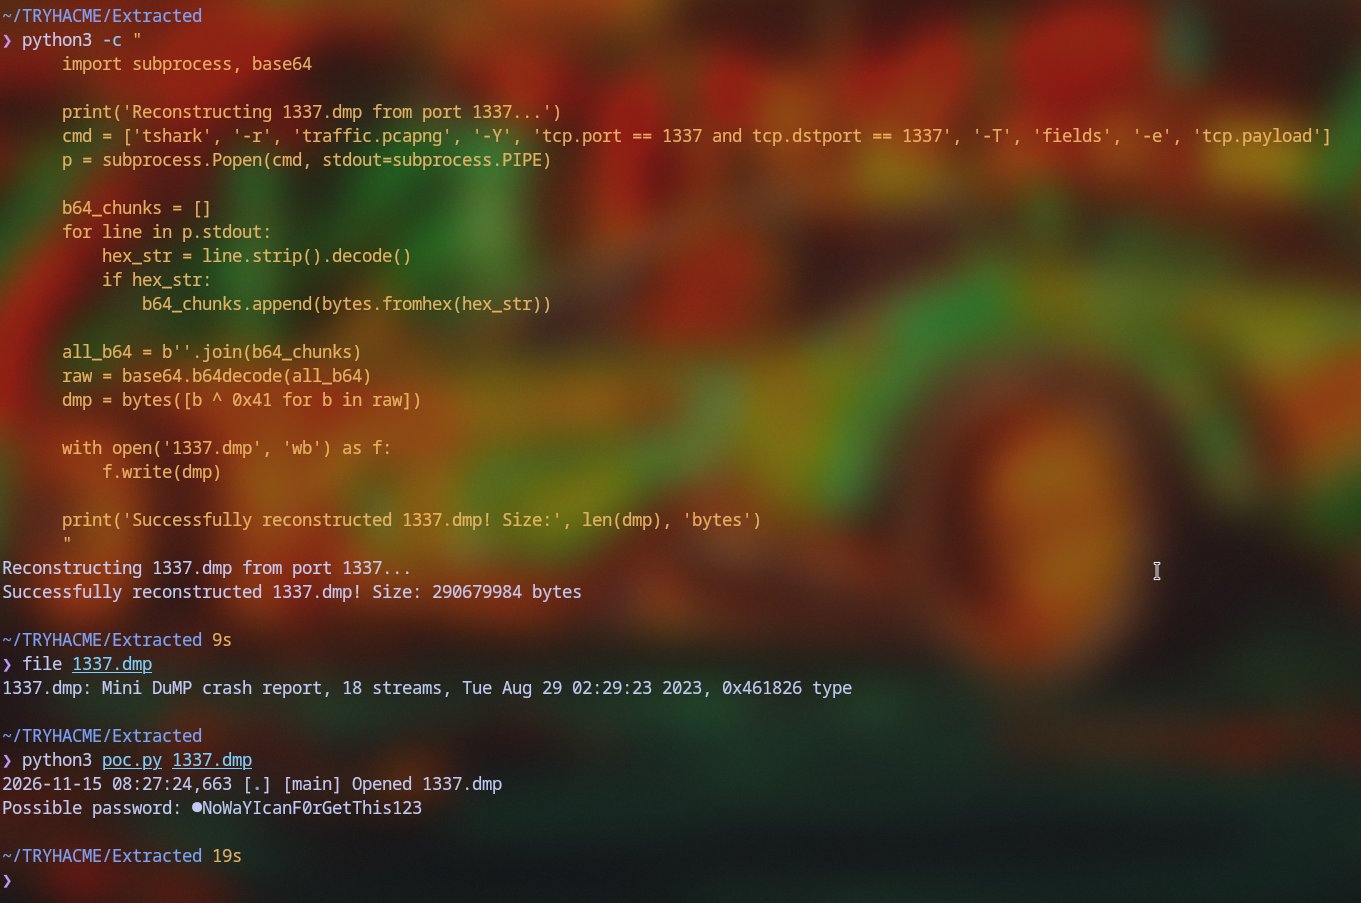 ~/TRYHACME/Extracted
❯ python3 -c "
import subprocess, base64
print('Reconstructing 1337.dmp from port 1337...')
cmd = ['tshark', '-r', 'traffic.pcapng', '-Y', 'tcp.port == 1337 and tcp.dstport == 1337', '-T', 'fields', '-e', 'tcp.payload']
p = subprocess.Popen(cmd, stdout=subprocess.PIPE)
b64_chunks = []
for line in p.stdout:
hex_str = line.strip().decode()
if hex_str:
b64_chunks.append(bytes.fromhex(hex_str))
all_b64 = b''.join(b64_chunks)
raw = base64.b64decode(all_b64)
dmp = bytes([b ^ 0x41 for b in raw])
with open('1337.dmp', 'wb') as f:
f.write(dmp)
print('Successfully reconstructed 1337.dmp! Size:', len(dmp), 'bytes')
"
Reconstructing 1337.dmp from port 1337...
Successfully reconstructed 1337.dmp! Size: 290679984 bytes
~/TRYHACME/Extracted 9s
❯ file 1337.dmp
1337.dmp: Mini DuMP crash report, 18 streams, Tue Aug 29 02:29:23 2023, 0x461826 type
~/TRYHACME/Extracted
❯ python3 poc.py 1337.dmp
2026-11-15 08:27:24,663 [.] [main] Opened 1337.dmp
Possible password: ●NoWaYIcanF0rGetThis123
~/TRYHACME/Extracted 19s
❯